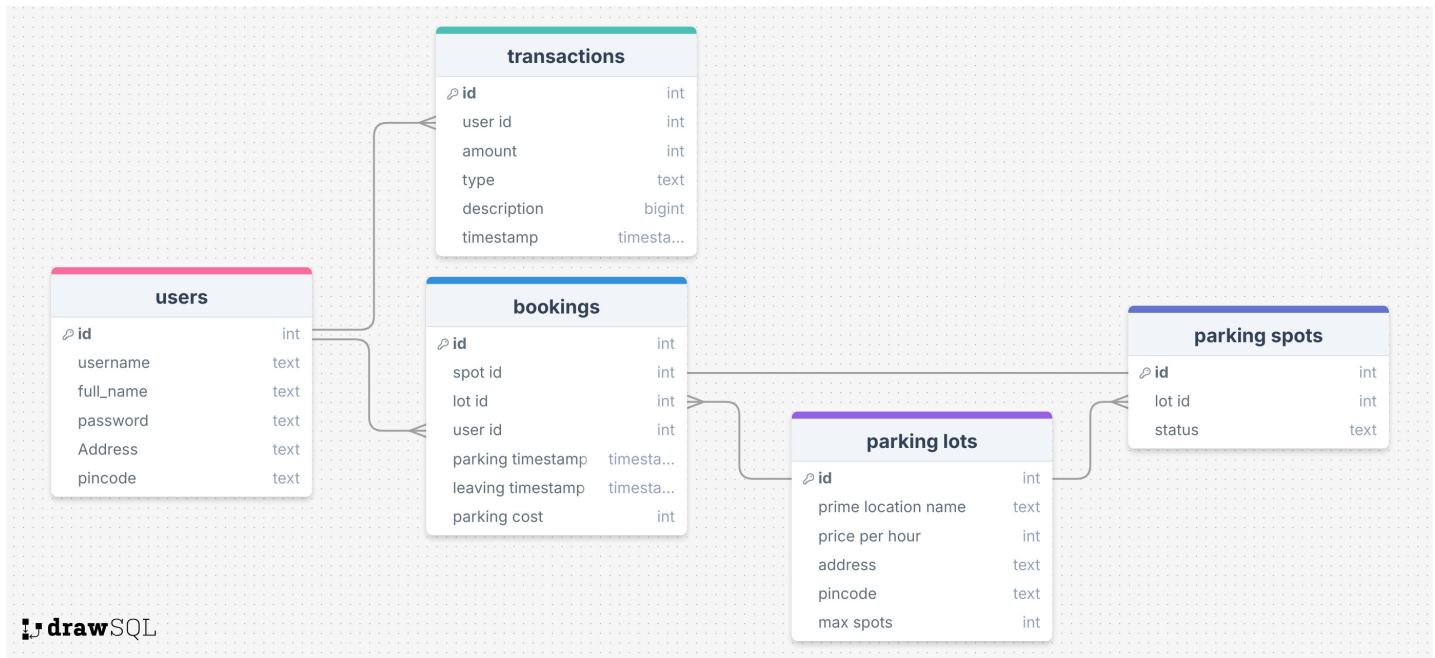 transactions
id int
user id int
amount int
type text
description bigint
timestamp timesta...
users
id int
username text
full_name text
password text
Address text
pincode text
bookings
id int
spot id int
lot id int
user id int
parking timestamp timesta...
leaving timestamp timesta...
parking cost int
parking lots
id int
prime location name text
price per hour int
address text
pincode text
max spots int
parking spots
id int
lot id int
status text
drawSQL